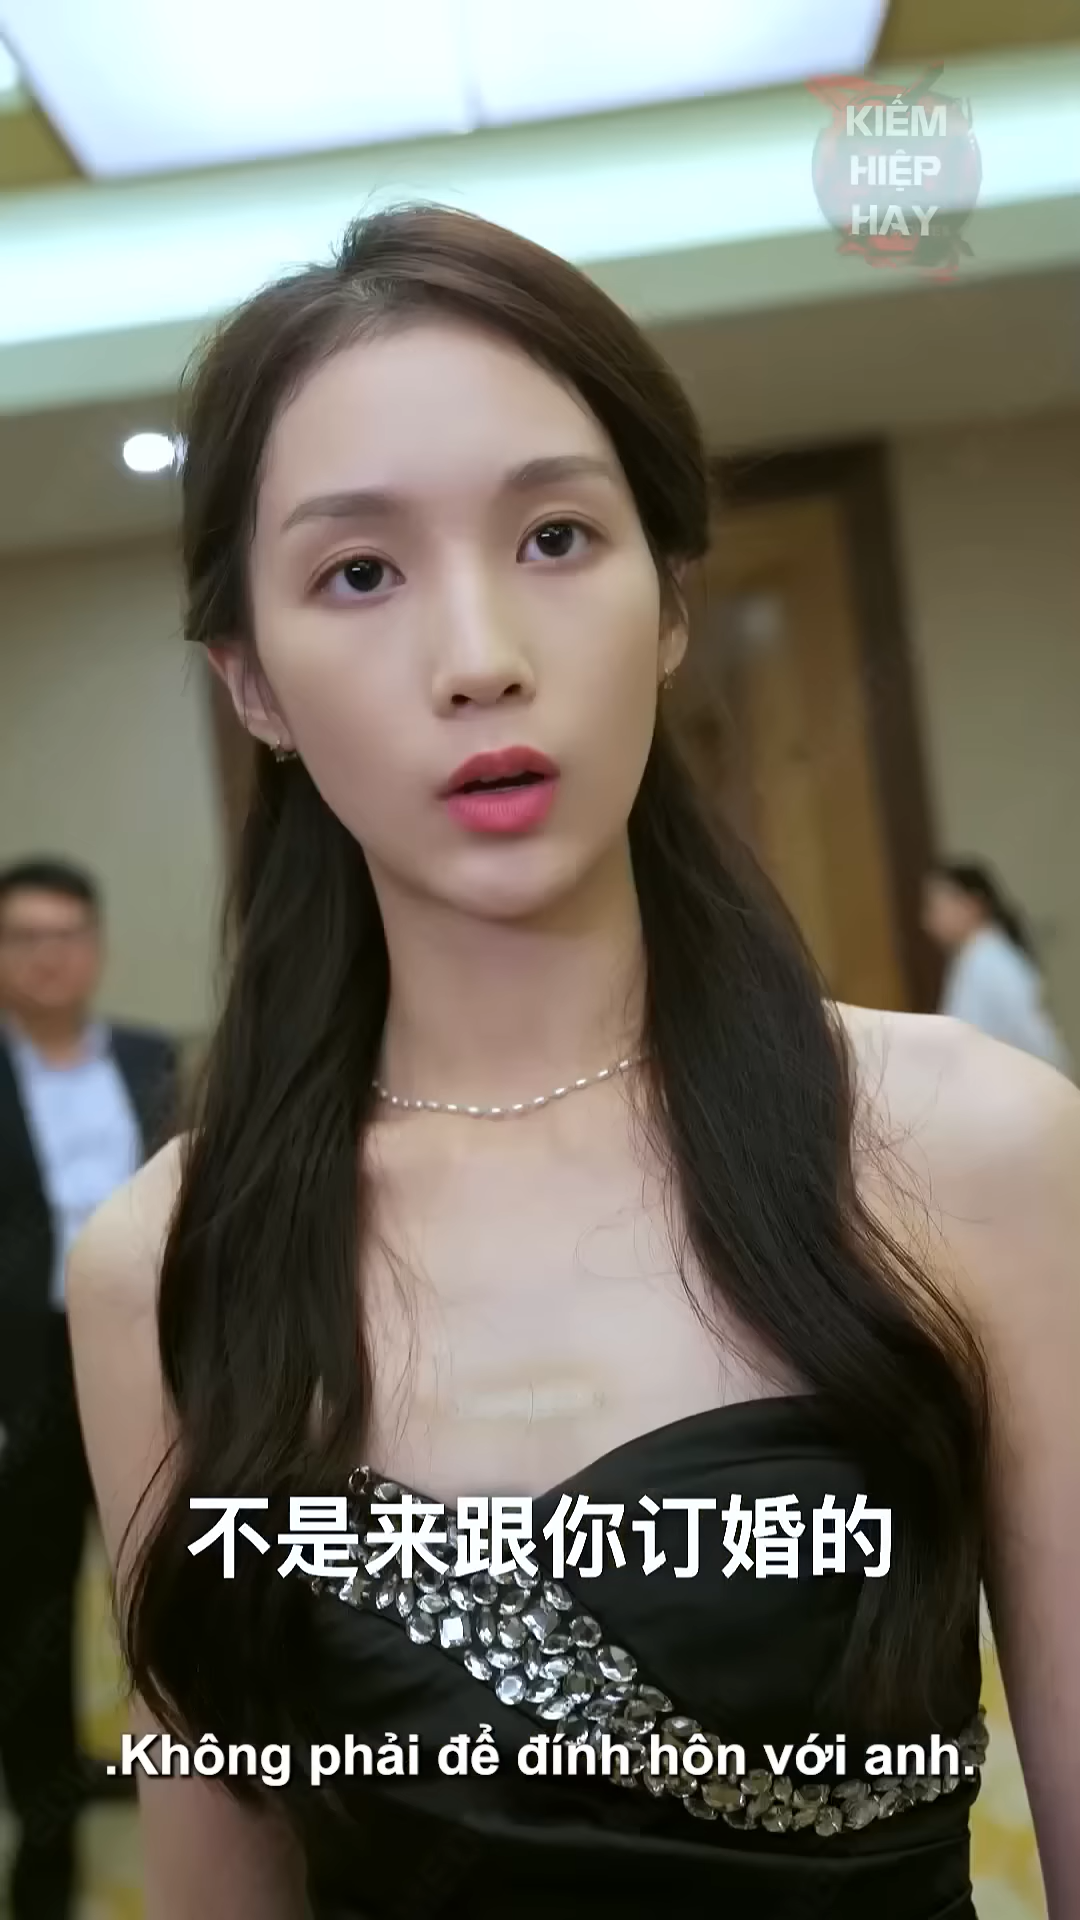 KIẾM
HIỆP
HAY
不是来跟你订婚的
.Không phải để đính hôn với anh.